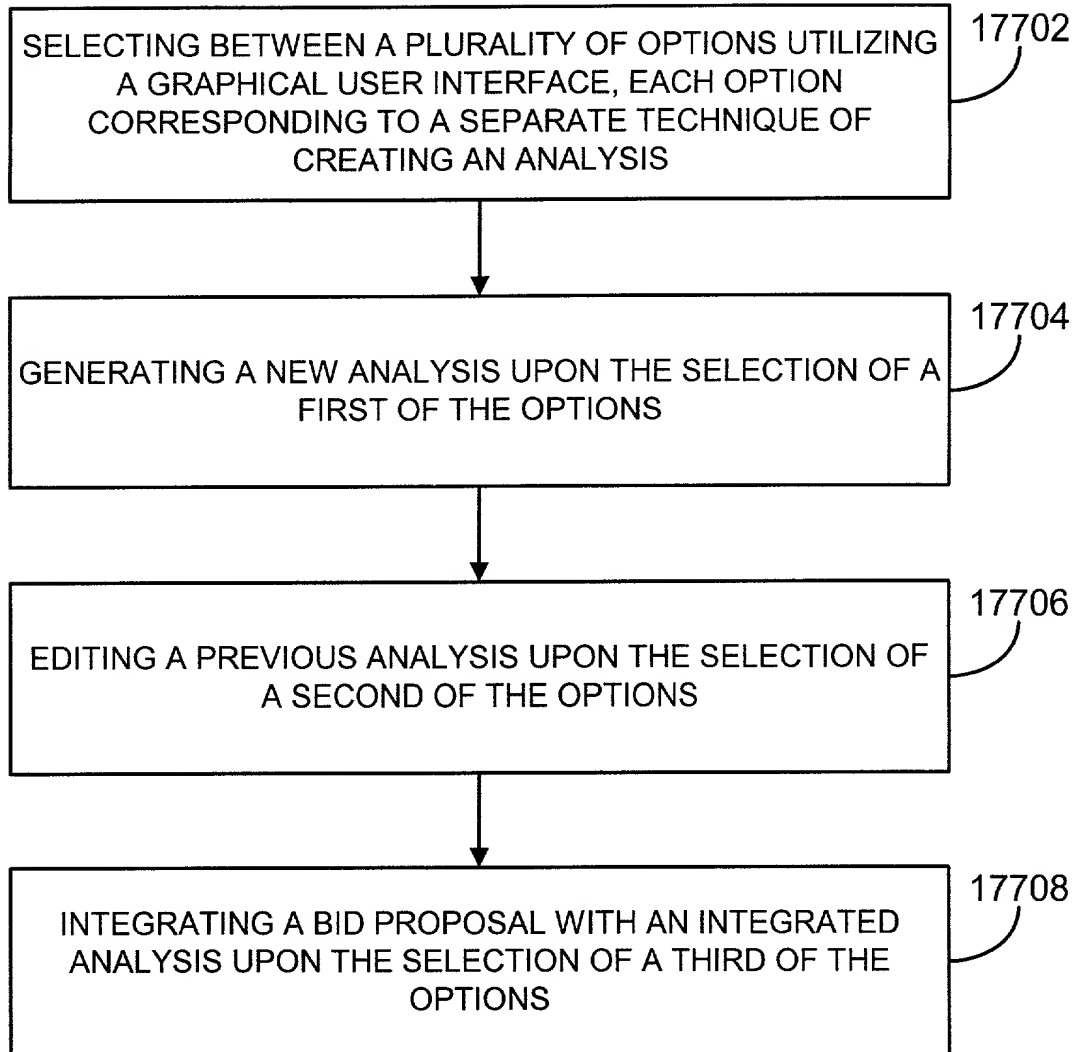 SELECTING BETWEEN A PLURALITY OF OPTIONS UTILIZING
A GRAPHICAL USER INTERFACE, EACH OPTION
CORRESPONDING TO A SEPARATE TECHNIQUE OF
CREATING AN ANALYSIS
17702
GENERATING A NEW ANALYSIS UPON THE SELECTION OF A
FIRST OF THE OPTIONS
17704
EDITING A PREVIOUS ANALYSIS UPON THE SELECTION OF
A SECOND OF THE OPTIONS
17706
INTEGRATING A BID PROPOSAL WITH AN INTEGRATED
ANALYSIS UPON THE SELECTION OF A THIRD OF THE
OPTIONS
17708